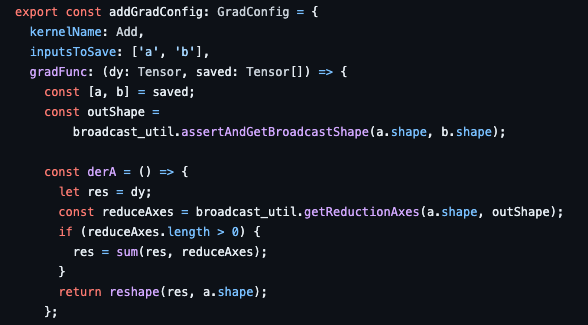 export const addGradConfig: GradConfig = {
  kernelName: Add,
  inputsToSave: ['a', 'b'],
  gradFunc: (dy: Tensor, saved: Tensor[]) => {
    const [a, b] = saved;
    const outShape =
        broadcast_util.assertAndGetBroadcastShape(a.shape, b.shape);

    const derA = () => {
      let res = dy;
      const reduceAxes = broadcast_util.getReductionAxes(a.shape, outShape);
      if (reduceAxes.length > 0) {
        res = sum(res, reduceAxes);
      }
      return reshape(res, a.shape);
    };